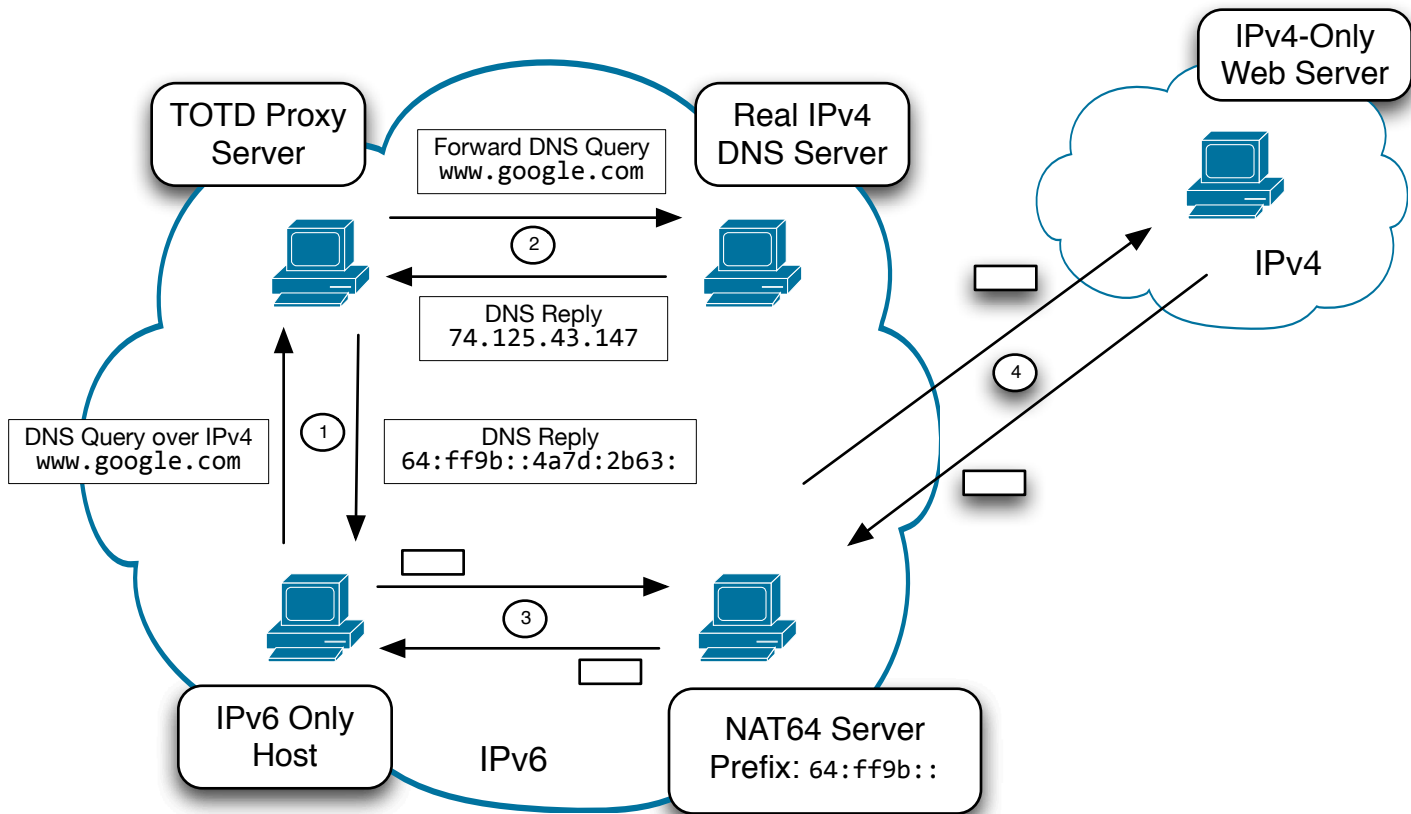 IPv4-Only
Web Server
TOTD Proxy
Server
Real IPv4
DNS Server
Forward DNS Query
www.google.com
2
DNS Reply
74.125.43.147
IPv4
4
DNS Query over IPv4
www.google.com
1
DNS Reply
64:ff9b::4a7d:2b63:
3
IPv6 Only
Host
IPv6
NAT64 Server
Prefix: 64:ff9b::